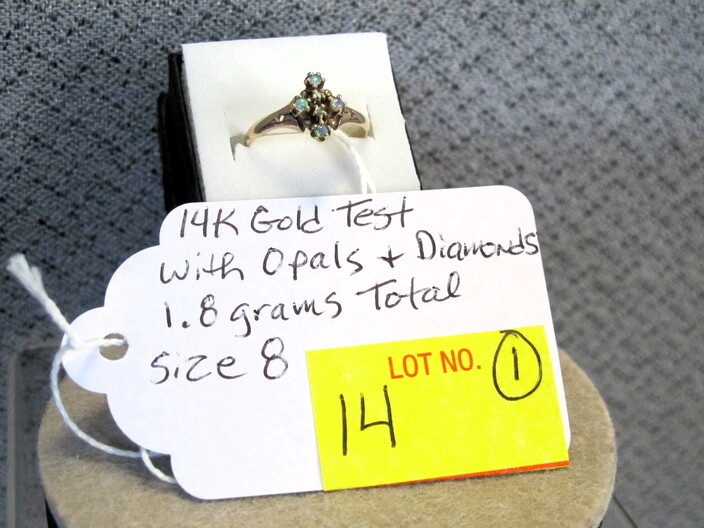 14K Gold Test
with Opals + Diamonds
1.8 grams Total
size 8
LOT NO. 1
14